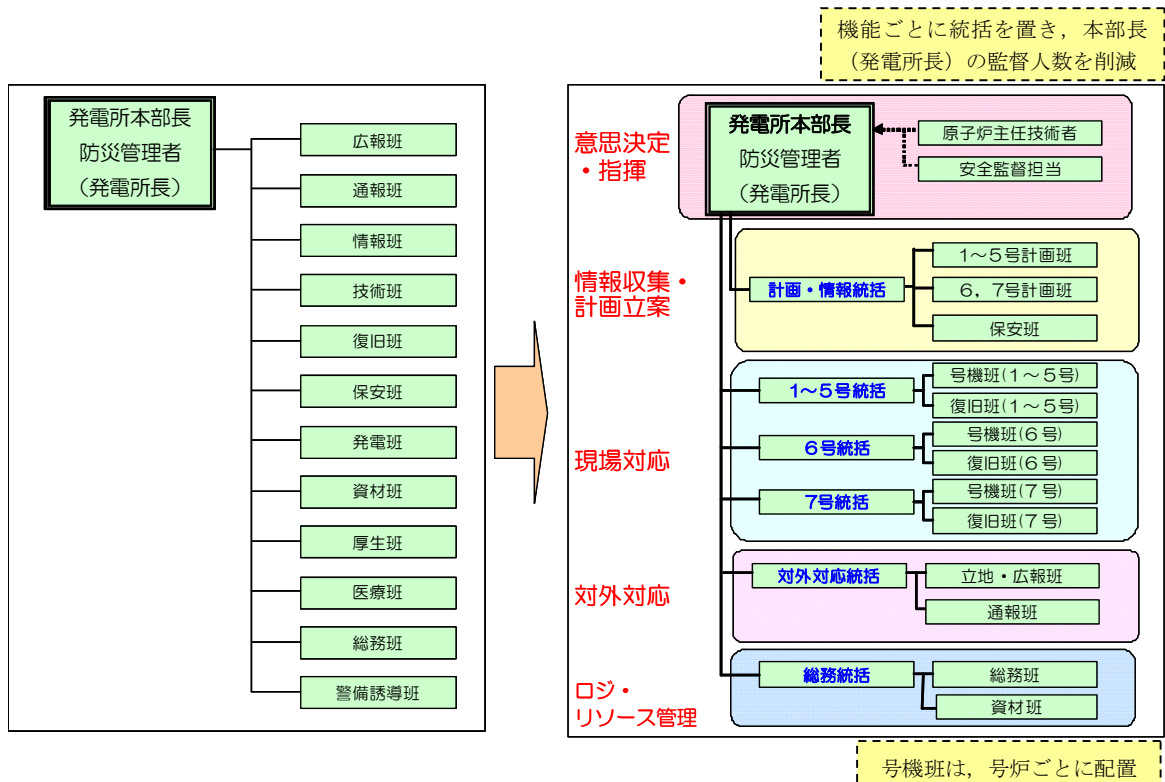 機能ごとに統括を置き，本部長
（発電所長）の監督人数を削減
発電所本部長
防災管理者
（発電所長）
広報班
通報班
情報班
技術班
復旧班
保安班
発電班
資材班
厚生班
医療班
総務班
警備誘導班
意思決定
・指揮
発電所本部長
防災管理者
（発電所長）
原子炉主任技術者
安全監督担当
情報収集・
計画立案
計画・情報統括
１～５号計画班
６，７号計画班
保安班
現場対応
１～５号統括
号機班(１～５号)
復旧班(１～５号)
６号統括
号機班(６号)
復旧班(６号)
７号統括
号機班(７号)
復旧班(７号)
対外対応
対外対応統括
立地・広報班
通報班
ロジ・
リソース管理
総務統括
総務班
資材班
号機班は，号炉ごとに配置